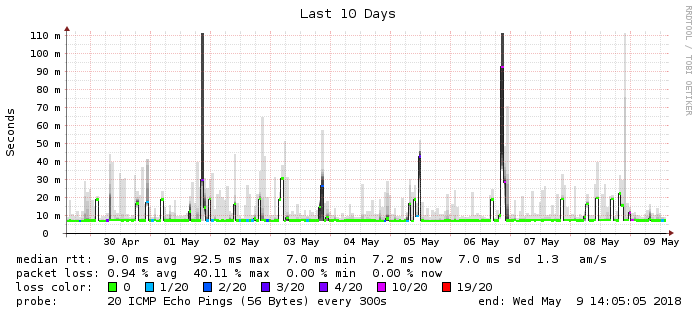 Last 10 Days
RRDTOOL / TOBI OETIKER
Seconds
110 m
100 m
90 m
80 m
70 m
60 m
50 m
40 m
30 m
20 m
10 m
0
30 Apr 01 May 02 May 03 May 04 May 05 May 06 May 07 May 08 May 09 May
median rtt: 9.0 ms avg 92.5 ms max 7.0 ms min 7.2 ms now 7.0 ms sd 1.3 am/s
packet loss: 0.94 % avg 40.11 % max 0.00 % min 0.00 % now
loss color: 0 1/20 2/20 3/20 4/20 10/20 19/20
probe: 20 ICMP Echo Pings (56 Bytes) every 300s end: Wed May 9 14:05:05 2018